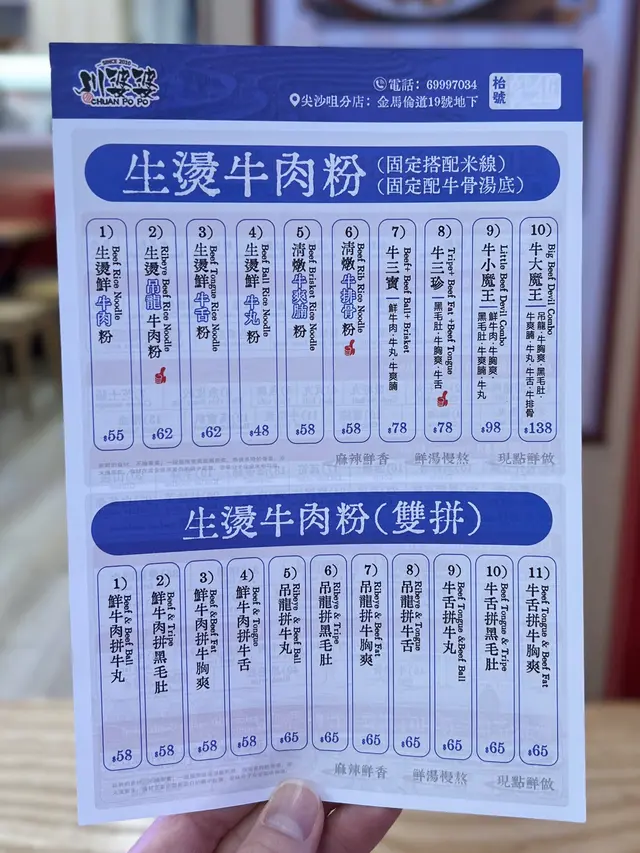 SINCE 2010
川婆婆
CHUAN PO PO
電話：69997034
尖沙咀分店：金馬倫道19號地下
枱號
生燙牛肉粉
（固定搭配米線）
（固定配牛骨湯底）
1) Beef Rice Noodle
生燙鮮牛肉粉
$55
2) Ribeye Beef Rice Noodle
生燙吊龍牛肉粉
$62
3) Beef Tongue Rice Noodle
生燙鮮牛舌粉
$62
4) Beef Ball Rice Noodle
生燙鮮牛丸粉
$48
5) Beef Brisket Rice Noodle
清燉牛爽腩粉
$58
6) Beef Rib Rice Noodle
清燉牛排骨粉
$58
7) Beef+ Beef Ball+ Brisket
牛三寶｜鮮牛肉·牛丸·牛爽腩
$78
8) Tripe+ Beef Fat +Beef Tongue
牛三珍｜黑毛肚·牛胸爽·牛舌
$78
9) Little Beef Devil Combo
牛小魔王｜鮮牛肉·牛胸爽·
黑毛肚·牛爽腩·牛丸
$98
10) Big Beef Devil Combo
牛大魔王｜吊龍·牛胸爽·黑毛肚·
牛爽腩·牛丸·牛舌·牛排骨
$138
麻辣鮮香 鮮湯慢熬 現點鮮做
生燙牛肉粉（雙拼）
1) Beef & Beef Ball
鮮牛肉拼牛丸
$58
2) Beef & Tripe
鮮牛肉拼黑毛肚
$58
3) Beef &Beef Fat
鮮牛肉拼牛胸爽
$58
4) Beef & Tongue
鮮牛肉拼牛舌
$58
5) Ribeye & Beef Ball
吊龍拼牛丸
$65
6) Ribeye & Tripe
吊龍拼黑毛肚
$65
7) Ribeye & Beef Fat
吊龍拼牛胸爽
$65
8) Ribeye & Tongue
吊龍拼牛舌
$65
9) Beef Tongue &Beef Ball
牛舌拼牛丸
$65
10) Beef Tongue & Tripe
牛舌拼黑毛肚
$65
11) Beef Tongue & Beef Fat
牛舌拼牛胸爽
$65
麻辣鮮香 鮮湯慢熬 現點鮮做